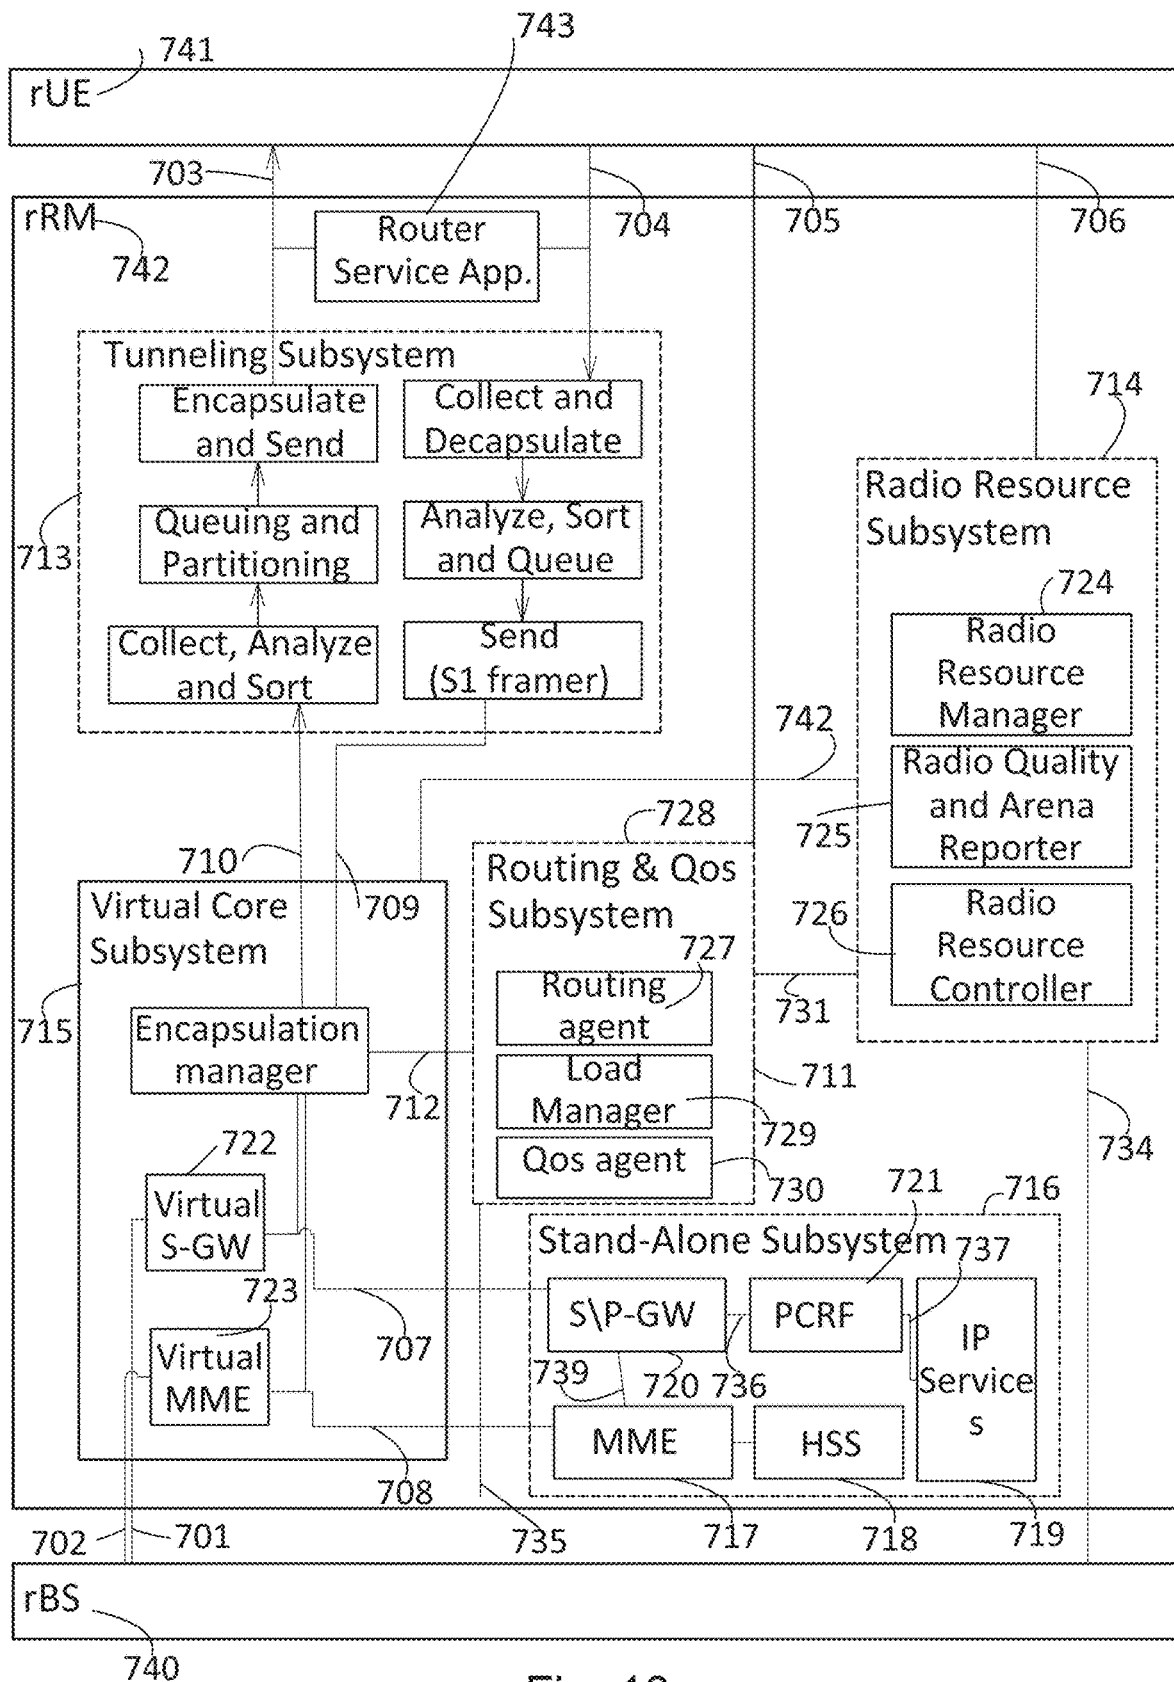 743
741
rUE
703
704
705
706
rRM
742
Router
Service App.
Tunneling Subsystem
Encapsulate
and Send
Collect and
Decapsulate
714
Radio Resource
Subsystem
713
Queuing and
Partitioning
Analyze, Sort
and Queue
724
Collect, Analyze
and Sort
Send
(S1 framer)
Radio
Resource
Manager
742
Radio Quality
and Arena
Reporter
725
728
710
709
Virtual Core
Subsystem
Routing & Qos
Subsystem
726
Radio
Resource
Controller
727
Routing
agent
731
715
Encapsulation
manager
712
Load
Manager
711
729
734
722
Qos agent
730
721
716
Virtual
S-GW
Stand-Alone Subsystem
737
723
S\P-GW
PCRF
IP
Service
s
707
739
720
736
Virtual
MME
MME
HSS
708
702
701
735
717
718
719
rBS
740